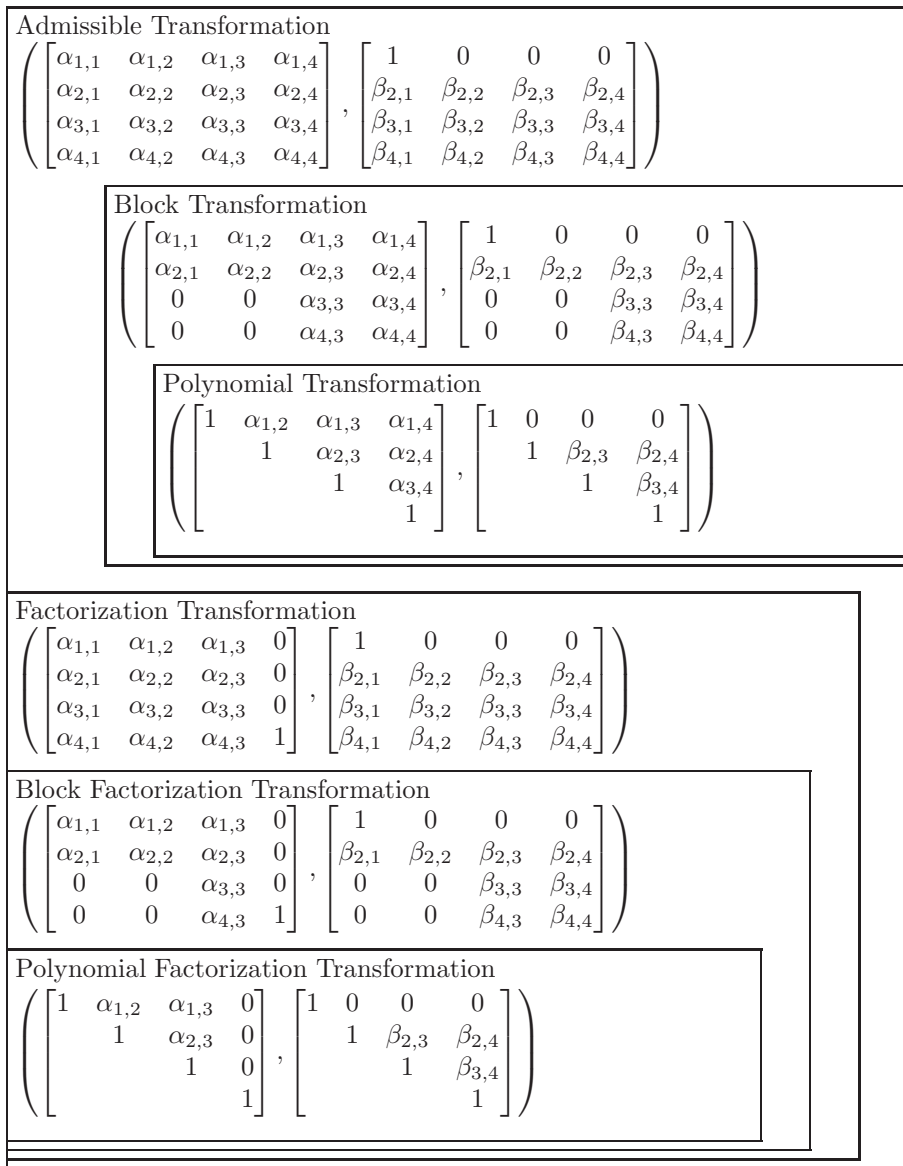 Admissible Transformation
( [ α1,1 α1,2 α1,3 α1,4 ] , [ 1 0 0 0 ] )
α2,1 α2,2 α2,3 α2,4 β2,1 β2,2 β2,3 β2,4
α3,1 α3,2 α3,3 α3,4 β3,1 β3,2 β3,3 β3,4
α4,1 α4,2 α4,3 α4,4 β4,1 β4,2 β4,3 β4,4
Block Transformation
( [ α1,1 α1,2 α1,3 α1,4 ] , [ 1 0 0 0 ] )
α2,1 α2,2 α2,3 α2,4 β2,1 β2,2 β2,3 β2,4
0 0 α3,3 α3,4 0 0 β3,3 β3,4
0 0 α4,3 α4,4 0 0 β4,3 β4,4
Polynomial Transformation
( [ 1 α1,2 α1,3 α1,4 ] , [ 1 0 0 0 ] )
1 α2,3 α2,4 1 β2,3 β2,4
1 α3,4 1 β3,4
1 1
Factorization Transformation
( [ α1,1 α1,2 α1,3 0 ] , [ 1 0 0 0 ] )
α2,1 α2,2 α2,3 0 β2,1 β2,2 β2,3 β2,4
α3,1 α3,2 α3,3 0 β3,1 β3,2 β3,3 β3,4
α4,1 α4,2 α4,3 1 β4,1 β4,2 β4,3 β4,4
Block Factorization Transformation
( [ α1,1 α1,2 α1,3 0 ] , [ 1 0 0 0 ] )
α2,1 α2,2 α2,3 0 β2,1 β2,2 β2,3 β2,4
0 0 α3,3 0 0 0 β3,3 β3,4
0 0 α4,3 1 0 0 β4,3 β4,4
Polynomial Factorization Transformation
( [ 1 α1,2 α1,3 0 ] , [ 1 0 0 0 ] )
1 α2,3 0 1 β2,3 β2,4
1 0 1 β3,4
1 1